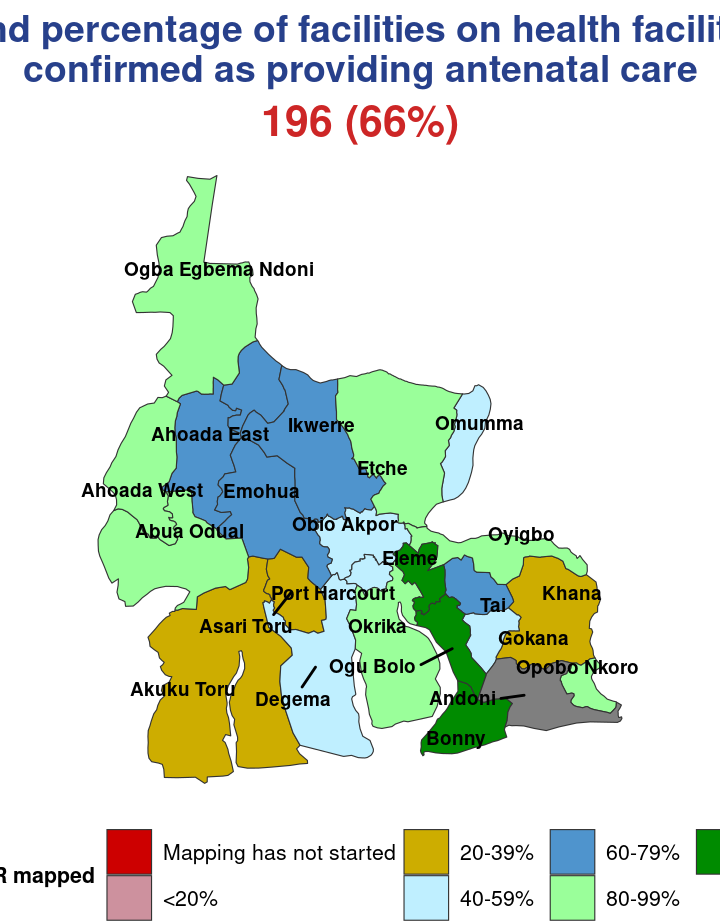 percentage of facilities on health
confirmed as providing antenatal care
196 (66%)
Ogba Egbema Ndoni
Omumma
Ikwerre
Ahoada East
Etche
Ahoada West
Emohua
Obio Akpor
Abua Odual
Oyigbo
Eleme
Port Harcourt
Khana
Tai
Asari Toru
Okrika
Gokana
Ogu Bolo
Opobo Nkoro
Akuku Toru
Degema
Andoni
Bonny
mapped
Mapping has not started
20-39%
60-79%
<20%
40-59%
80-99%